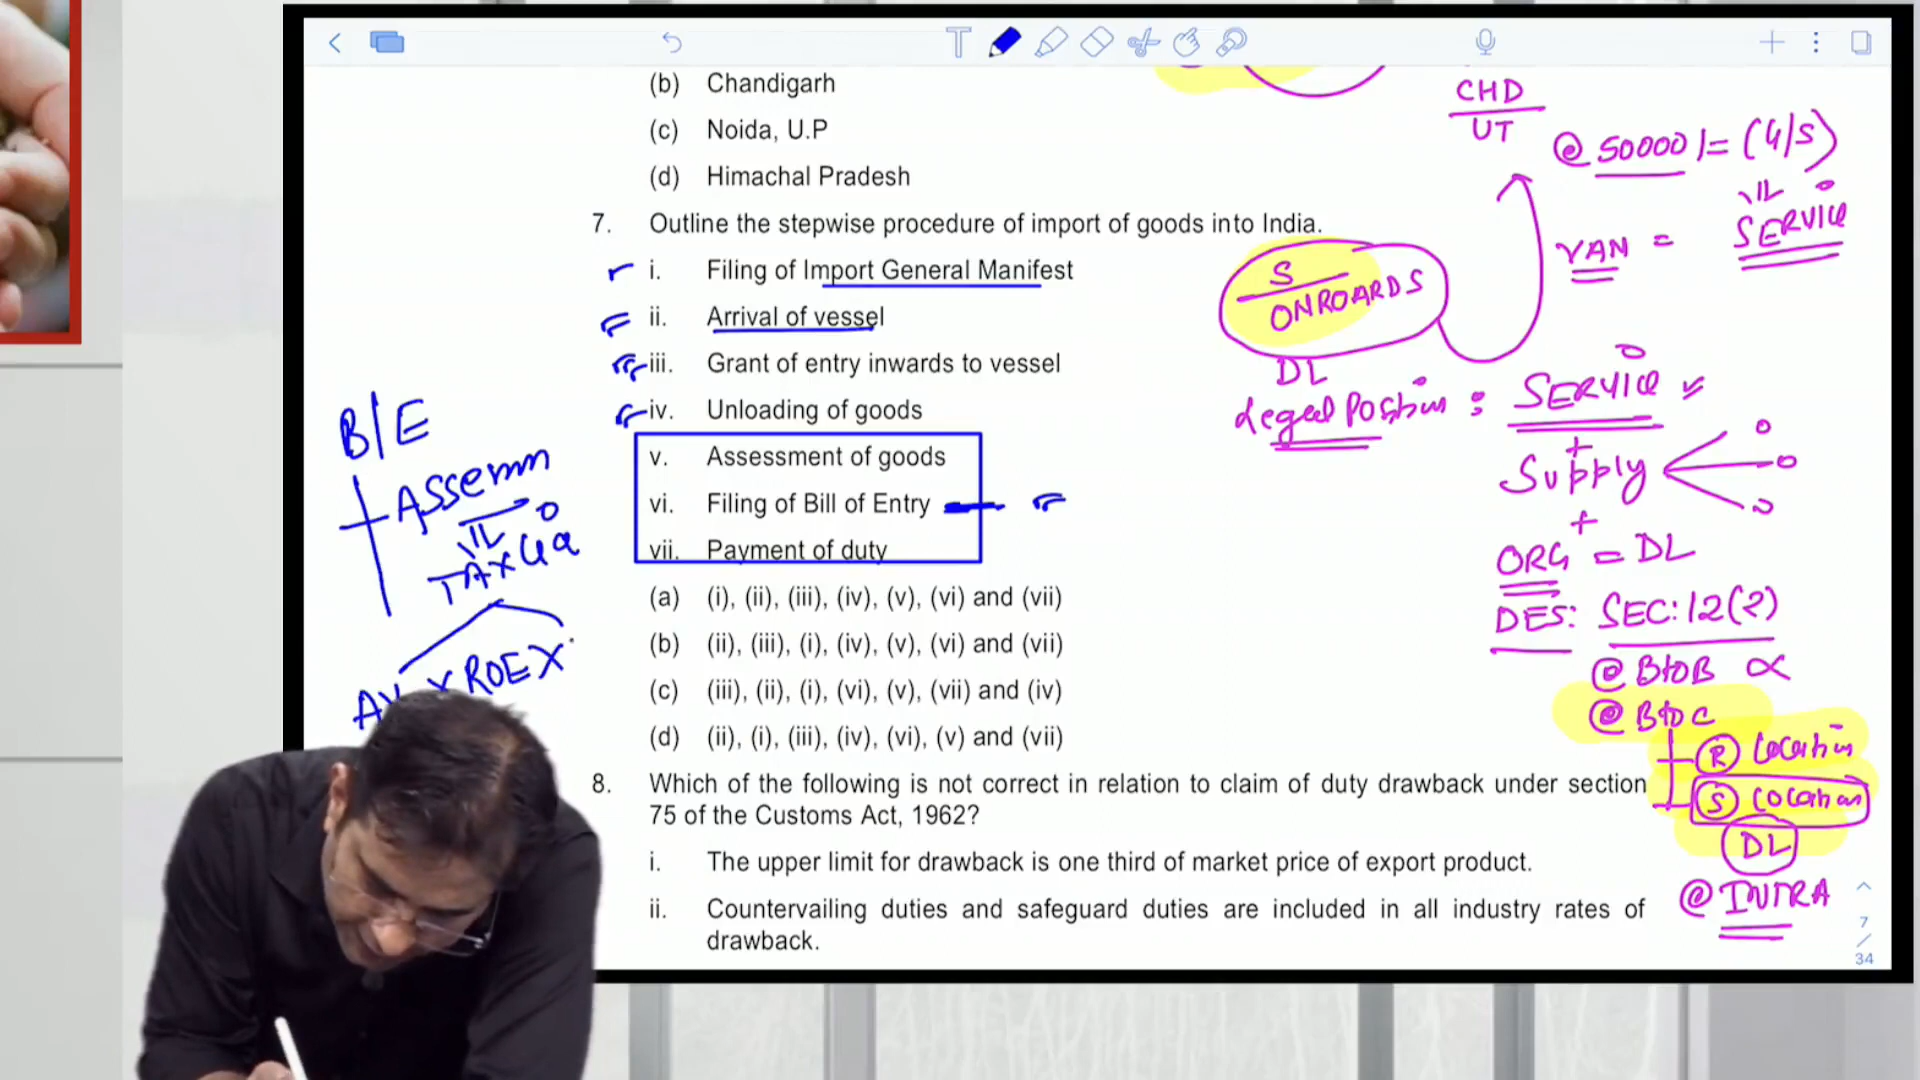 (b) Chandigarh
(c) Noida, U.P
(d) Himachal Pradesh
7. Outline the stepwise procedure of import of goods into India.
i. Filing of Import General Manifest
ii. Arrival of vessel
iii. Grant of entry inwards to vessel
iv. Unloading of goods
v. Assessment of goods
vi. Filing of Bill of Entry
vii. Payment of duty
(a) (i), (ii), (iii), (iv), (v), (vi) and (vii)
(b) (ii), (iii), (i), (iv), (v), (vi) and (vii)
(c) (iii), (ii), (i), (vi), (v), (vii) and (iv)
(d) (ii), (i), (iii), (iv), (vi), (v) and (vii)
8. Which of the following is not correct in relation to claim of duty drawback under section
75 of the Customs Act, 1962?
i. The upper limit for drawback is one third of market price of export product.
ii. Countervailing duties and safeguard duties are included in all industry rates of
drawback.
B/E
CHD
UT
@ 50000/= (4/5)
VAN = SERVICE
S
ONBOARDS
DL
Legal Position : SERVICE
+
Supply
+
ORG = DL
DES: SEC:12(2)
@ BtoB
@ BtoC
(R) Location
(S) Location
DL
@ INTRA
7
/
34